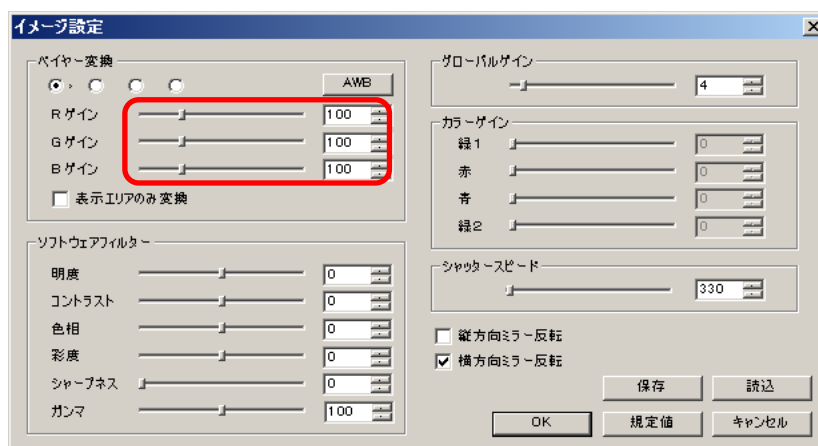 イメージ設定
ベイヤー変換
AWB
Rゲイン 100
Gゲイン 100
Bゲイン 100
表示エリアのみ変換
ソフトウェアフィルター
明度 0
コントラスト 0
色相 0
彩度 0
シャープネス 0
ガンマ 100
グローバルゲイン
4
カラーゲイン
緑1 0
赤 0
青 0
緑2 0
シャッタースピード
330
縦方向ミラー反転
横方向ミラー反転
保存 読込
OK 規定値 キャンセル